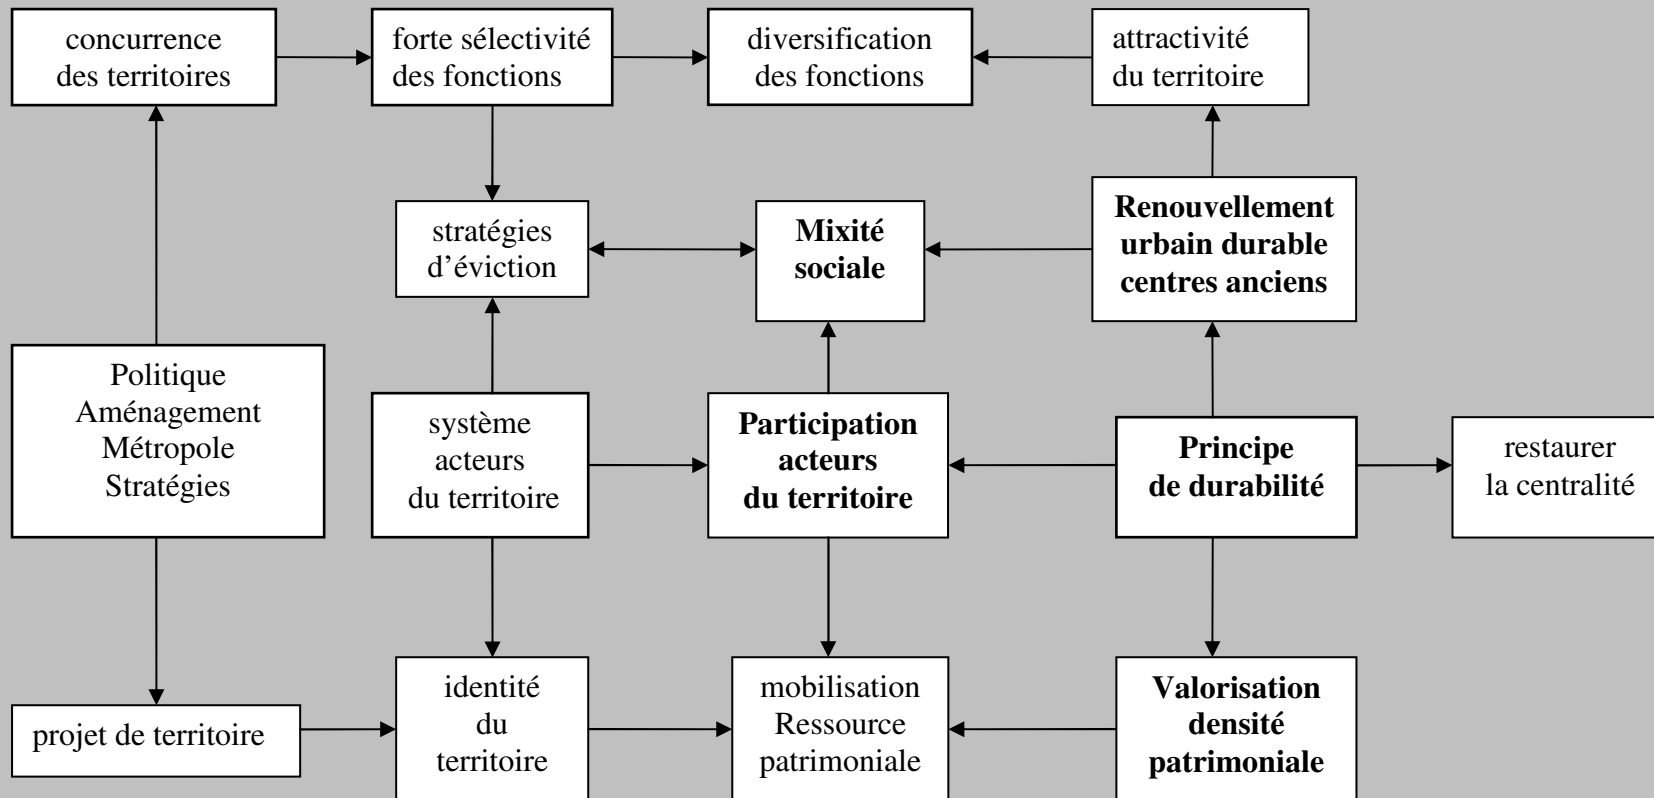 concurrence
des territoires
forte sélectivité
des fonctions
diversification
des fonctions
attractivité
du territoire
stratégies
d’éviction
Mixité
sociale
Renouvellement
urbain durable
centres anciens
Politique
Aménagement
Métropole
Stratégies
système
acteurs
du territoire
Participation
acteurs
du territoire
Principe
de durabilité
restaurer
la centralité
projet de territoire
identité
du
territoire
mobilisation
Ressource
patrimoniale
Valorisation
densité
patrimoniale